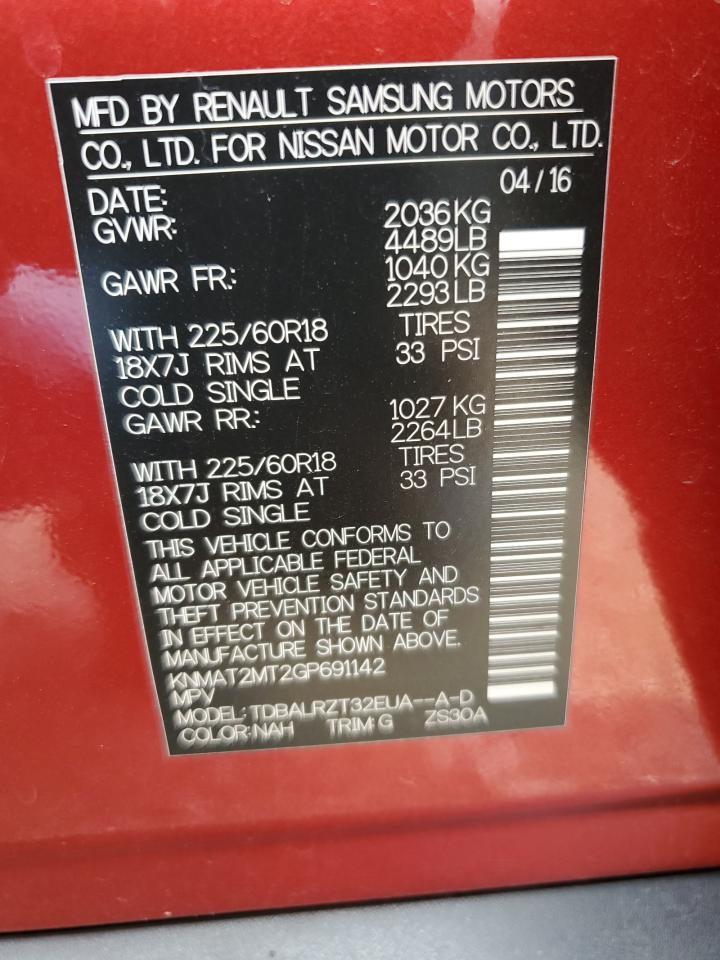 MFD BY RENAULT SAMSUNG MOTORS
CO., LTD. FOR NISSAN MOTOR CO., LTD.
DATE: 04/16
GVWR: 2036KG
4489LB
GAWR FR: 1040KG
2293LB
WITH 225/60R18 TIRES
18X7J RIMS AT 33 PSI
COLD SINGLE
GAWR RR: 1027KG
2264LB
WITH 225/60R18 TIRES
18X7J RIMS AT 33 PSI
COLD SINGLE
THIS VEHICLE CONFORMS TO
ALL APPLICABLE FEDERAL
MOTOR VEHICLE SAFETY AND
THEFT PREVENTION STANDARDS
IN EFFECT ON THE DATE OF
MANUFACTURE SHOWN ABOVE.
KNMAT2MT2GP691142
MPV
MODEL: TDBALRZT32EUA--A-D
COLOR: NAH TRIM: G ZS30A